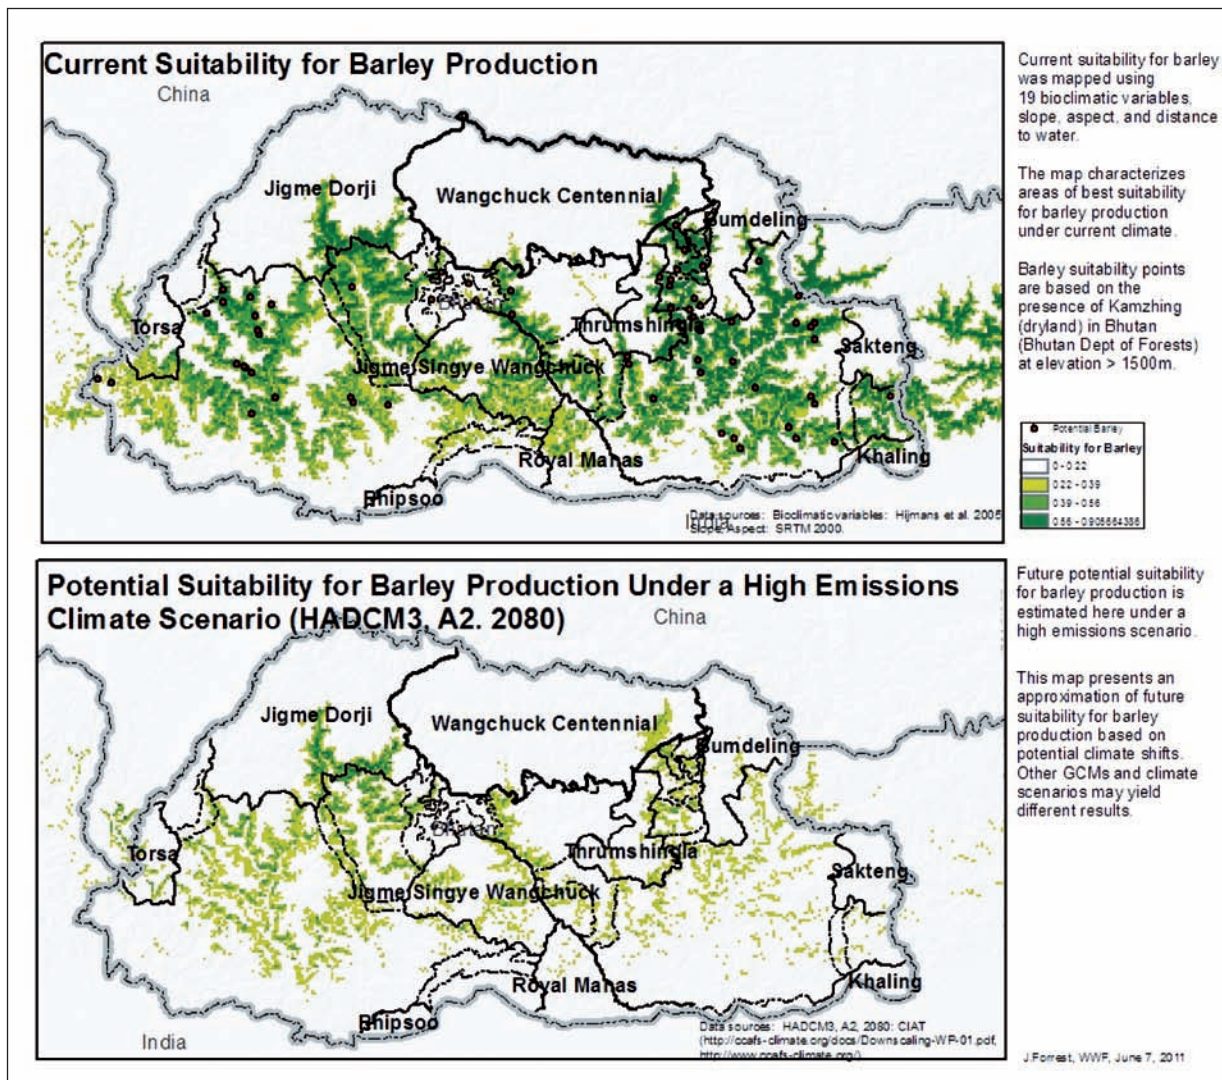 Current Suitability for Barley Production
China
Jigme Dorji
Wangchuck Centennial
Bumdeling
Torsa
Bhutan
Thrumshingla
Sakteng
Jigme Singye Wangchuck
Royal Manas
Khaling
Phipsoo
India
Data sources: Bioclimatic variables: Hijmans et al. 2005
Slope, Aspect: SRTM 2000.
Current suitability for barley
was mapped using
19 bioclimatic variables,
slope, aspect, and distance
to water.
The map characterizes
areas of best suitability
for barley production
under current climate.
Barley suitability points
are based on the
presence of Kamzhing
(dryland) in Bhutan
(Bhutan Dept of Forests)
at elevation > 1500m.
Potential Barley
Suitability for Barley
0 - 0.22
0.22 - 0.39
0.39 - 0.56
0.56 - 0.905664386
Potential Suitability for Barley Production Under a High Emissions
Climate Scenario (HADCM3, A2. 2080)
China
Jigme Dorji
Wangchuck Centennial
Bumdeling
Bhutan
Torsa
Thrumshingla
Sakteng
Jigme Singye Wangchuck
Royal Manas
Khaling
Phipsoo
India
Data sources: HADCM3, A2, 2080: CIAT
(http://ccafs-climate.org/docs/Downscaling-WP-01.pdf,
http://www.ccafs-climate.org/)
Future potential suitability
for barley production is
estimated here under a
high emissions scenario.
This map presents an
approximation of future
suitability for barley
production based on
potential climate shifts.
Other GCMs and climate
scenarios may yield
different results.
J.Forrest, WWF, June 7, 2011